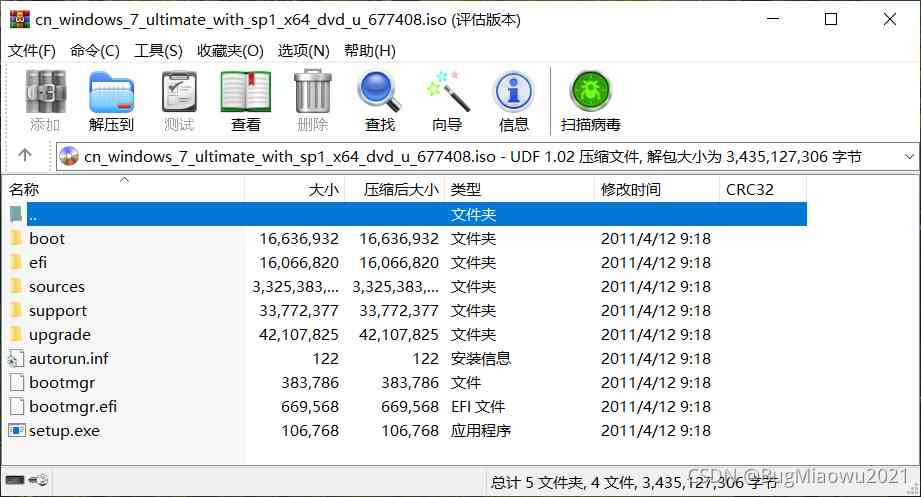 cn_windows_7_ultimate_with_sp1_x64_dvd_u_677408.iso (评估版本)
文件(F) 命令(C) 工具(S) 收藏夹(O) 选项(N) 帮助(H)
添加 解压到 测试 查看 删除 查找 向导 信息 扫描病毒
cn_windows_7_ultimate_with_sp1_x64_dvd_u_677408.iso - UDF 1.02 压缩文件, 解包大小为 3,435,127,306 字节
名称 大小 压缩后大小 类型 修改时间 CRC32
.. 文件夹
boot 16,636,932 16,636,932 文件夹 2011/4/12 9:18
efi 16,066,820 16,066,820 文件夹 2011/4/12 9:18
sources 3,325,383,... 3,325,383,... 文件夹 2011/4/12 9:18
support 33,772,377 33,772,377 文件夹 2011/4/12 9:18
upgrade 42,107,825 42,107,825 文件夹 2011/4/12 9:18
autorun.inf 122 122 安装信息 2011/4/12 9:18
bootmgr 383,786 383,786 文件 2011/4/12 9:18
bootmgr.efi 669,568 669,568 EFI 文件 2011/4/12 9:18
setup.exe 106,768 106,768 应用程序 2011/4/12 9:18
总计 5 文件夹, 4 文件, 3,435,127,306 字节
CSDN @BugMiaowu2021